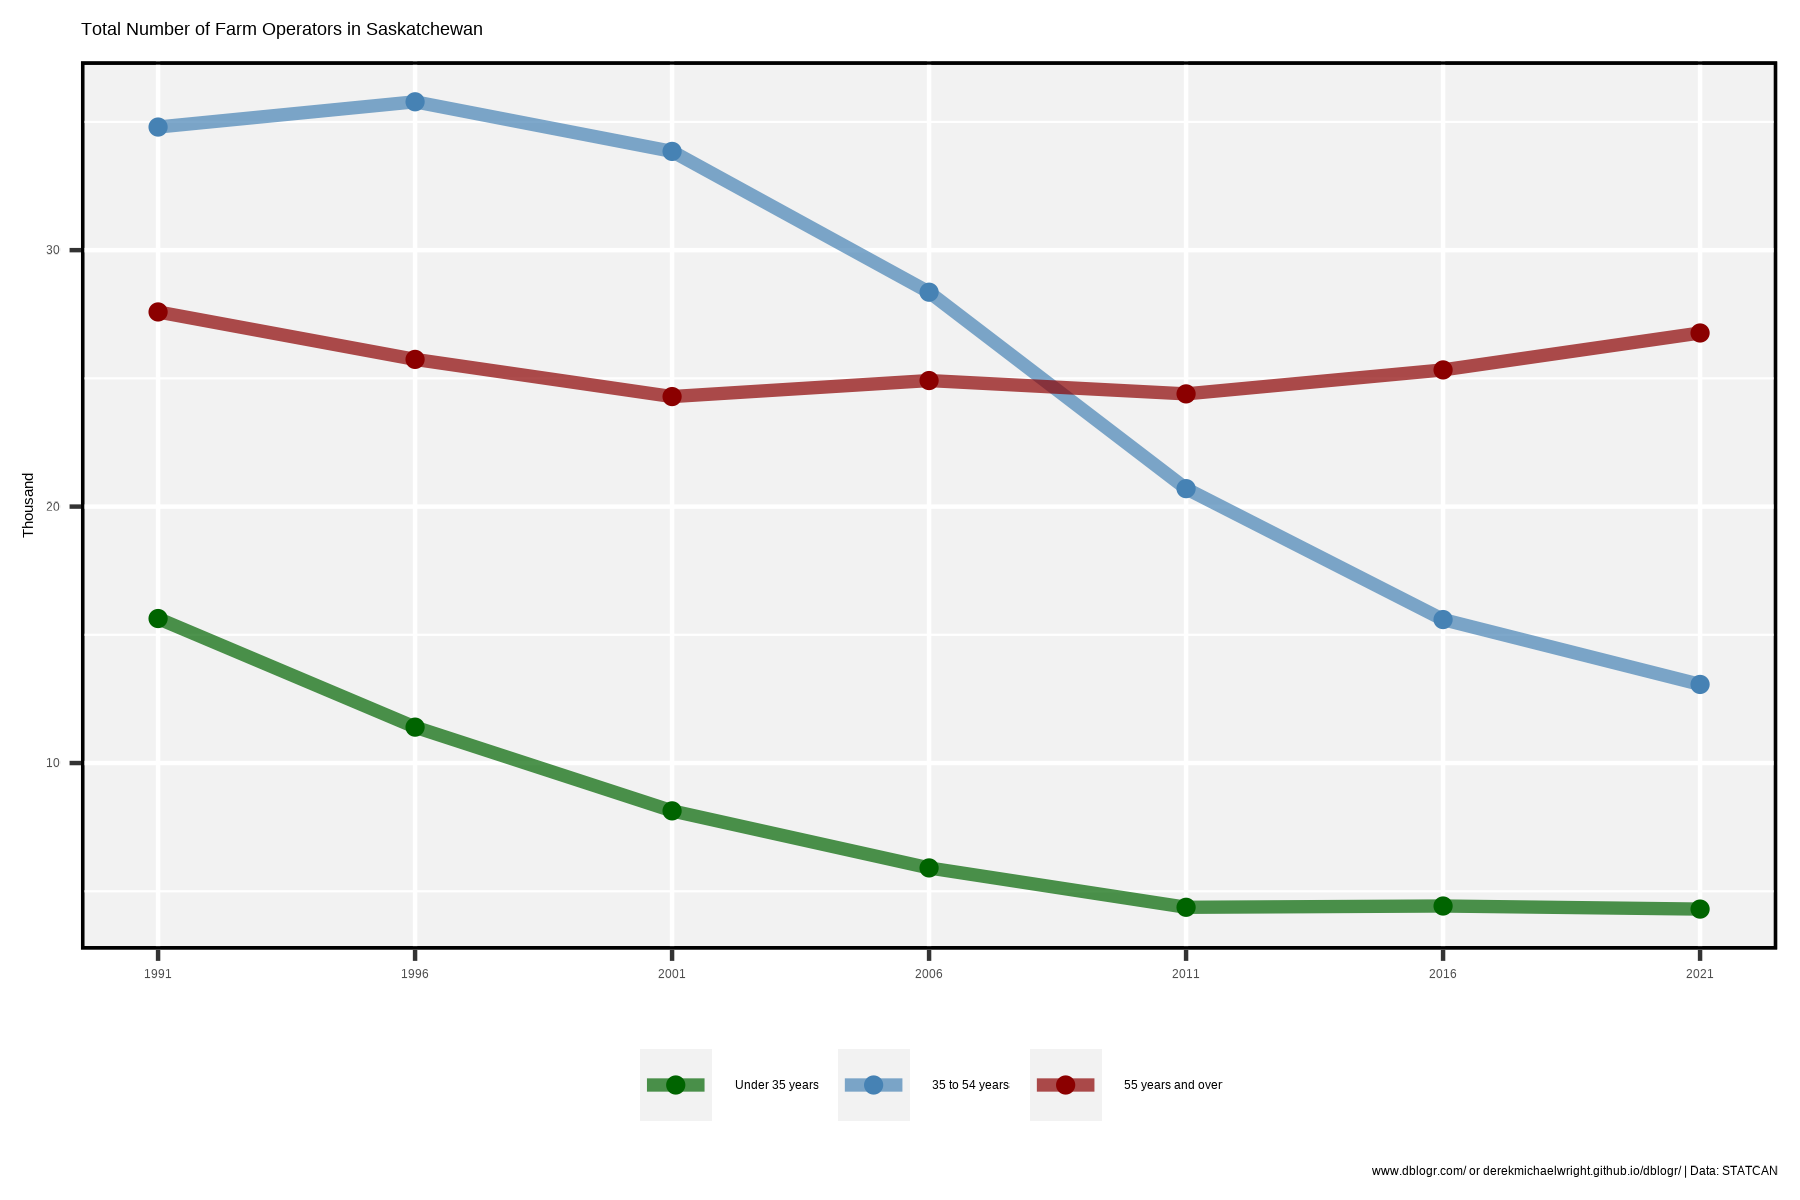 Total Number of Farm Operators in Saskatchewan
Thousand
30
20
10
1991 1996 2001 2006 2011 2016 2021
Under 35 years 35 to 54 years 55 years and over
www.dblogr.com/ or derekmichaelwright.github.io/dblogr/ | Data: STATCAN